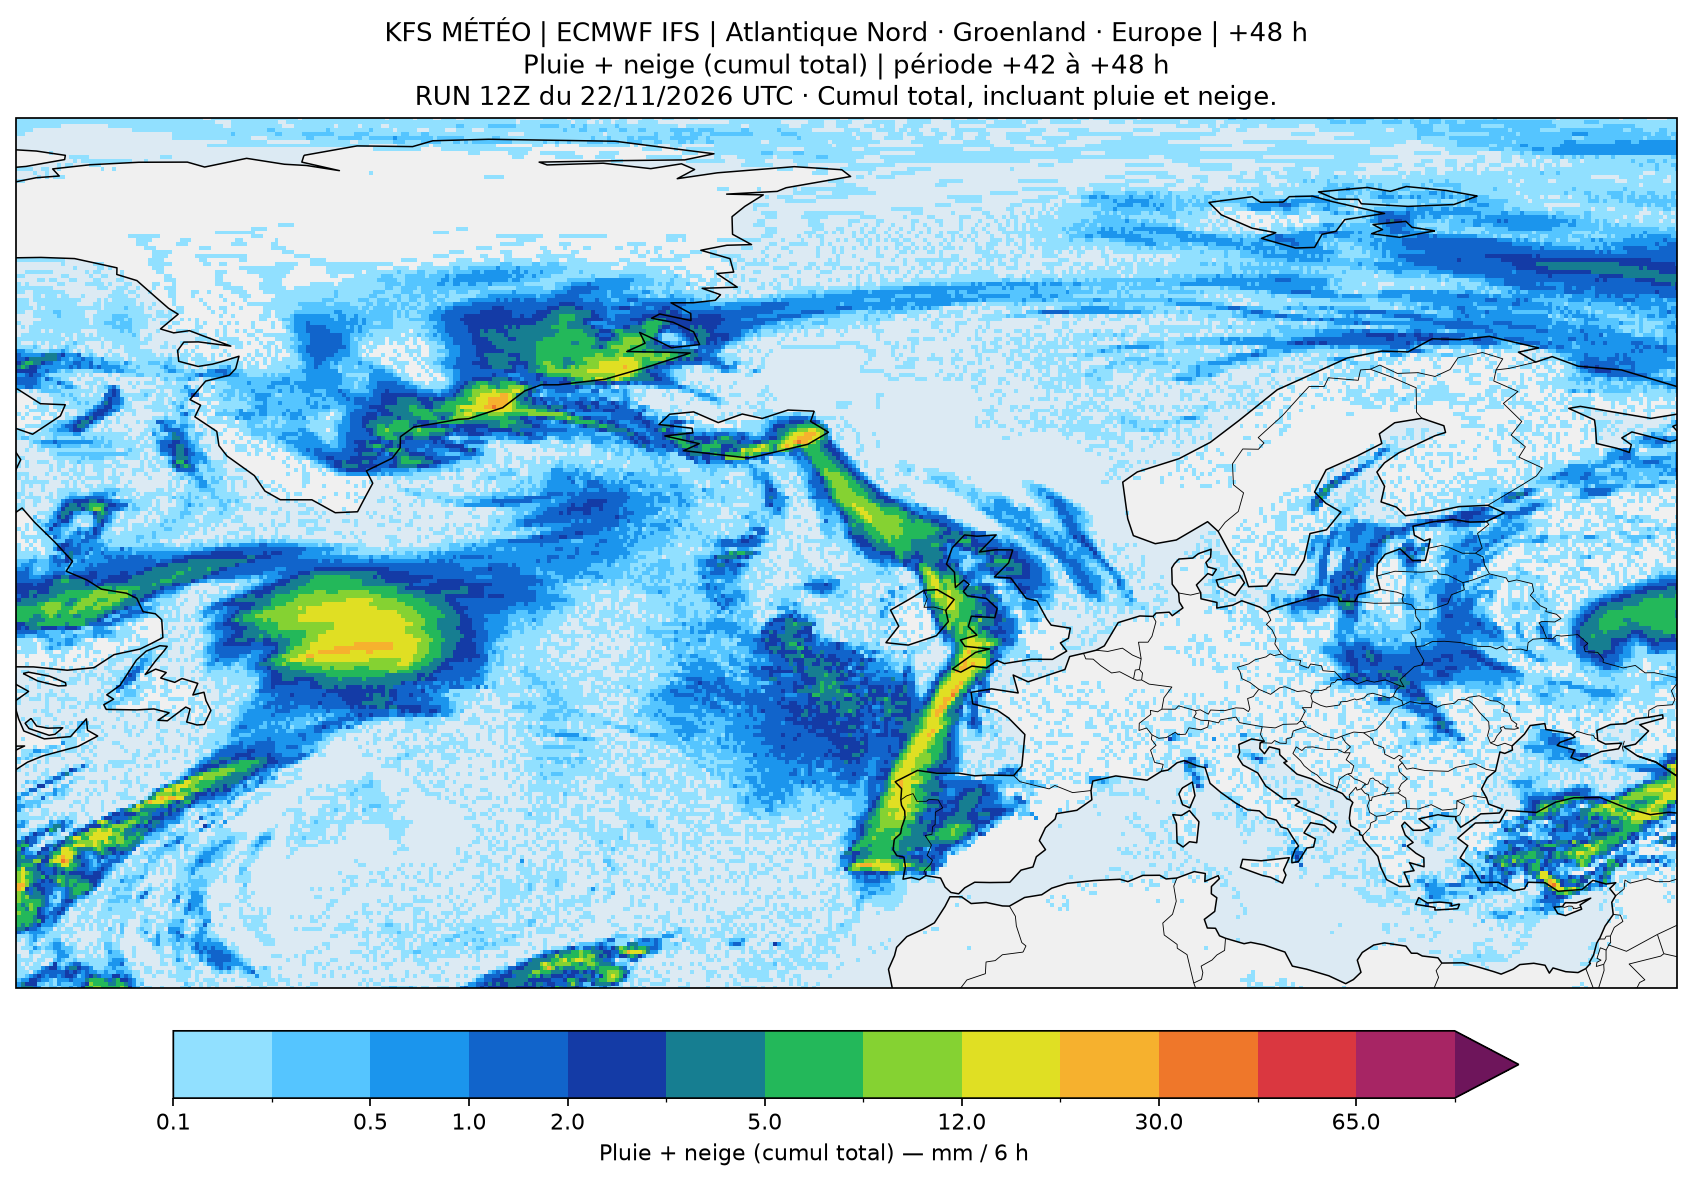 KFS MÉTÉO | ECMWF IFS | Atlantique Nord · Groenland · Europe | +48 h
Pluie + neige (cumul total) | période +42 à +48 h
RUN 12Z du 22/11/2026 UTC · Cumul total, incluant pluie et neige.
0.1 0.5 1.0 2.0 5.0 12.0 30.0 65.0
Pluie + neige (cumul total) — mm / 6 h